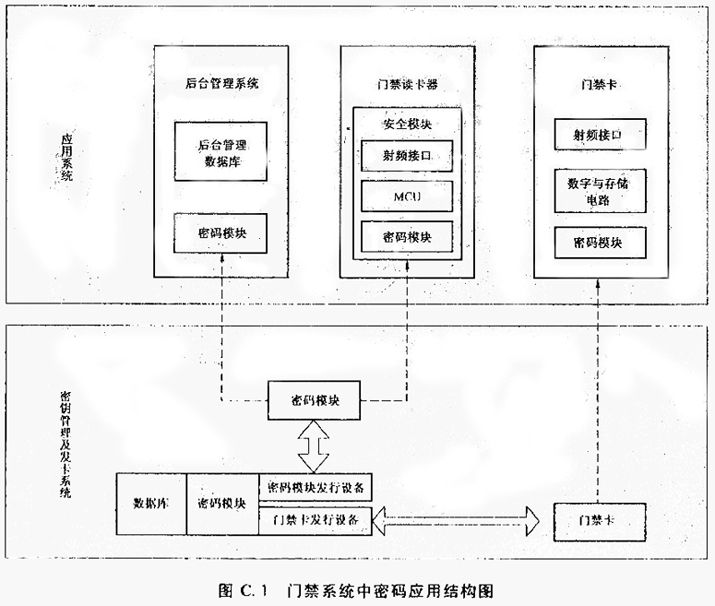 应用系统
后台管理系统
后台管理
数据库
密码模块
门禁读卡器
安全模块
射频接口
MCU
密码模块
门禁卡
射频接口
数字与存储
电路
密码模块
密钥管理及发卡系统
密码模块
数据库
密码模块
密码模块发行设备
门禁卡发行设备
门禁卡
图 C.1 门禁系统中密码应用结构图